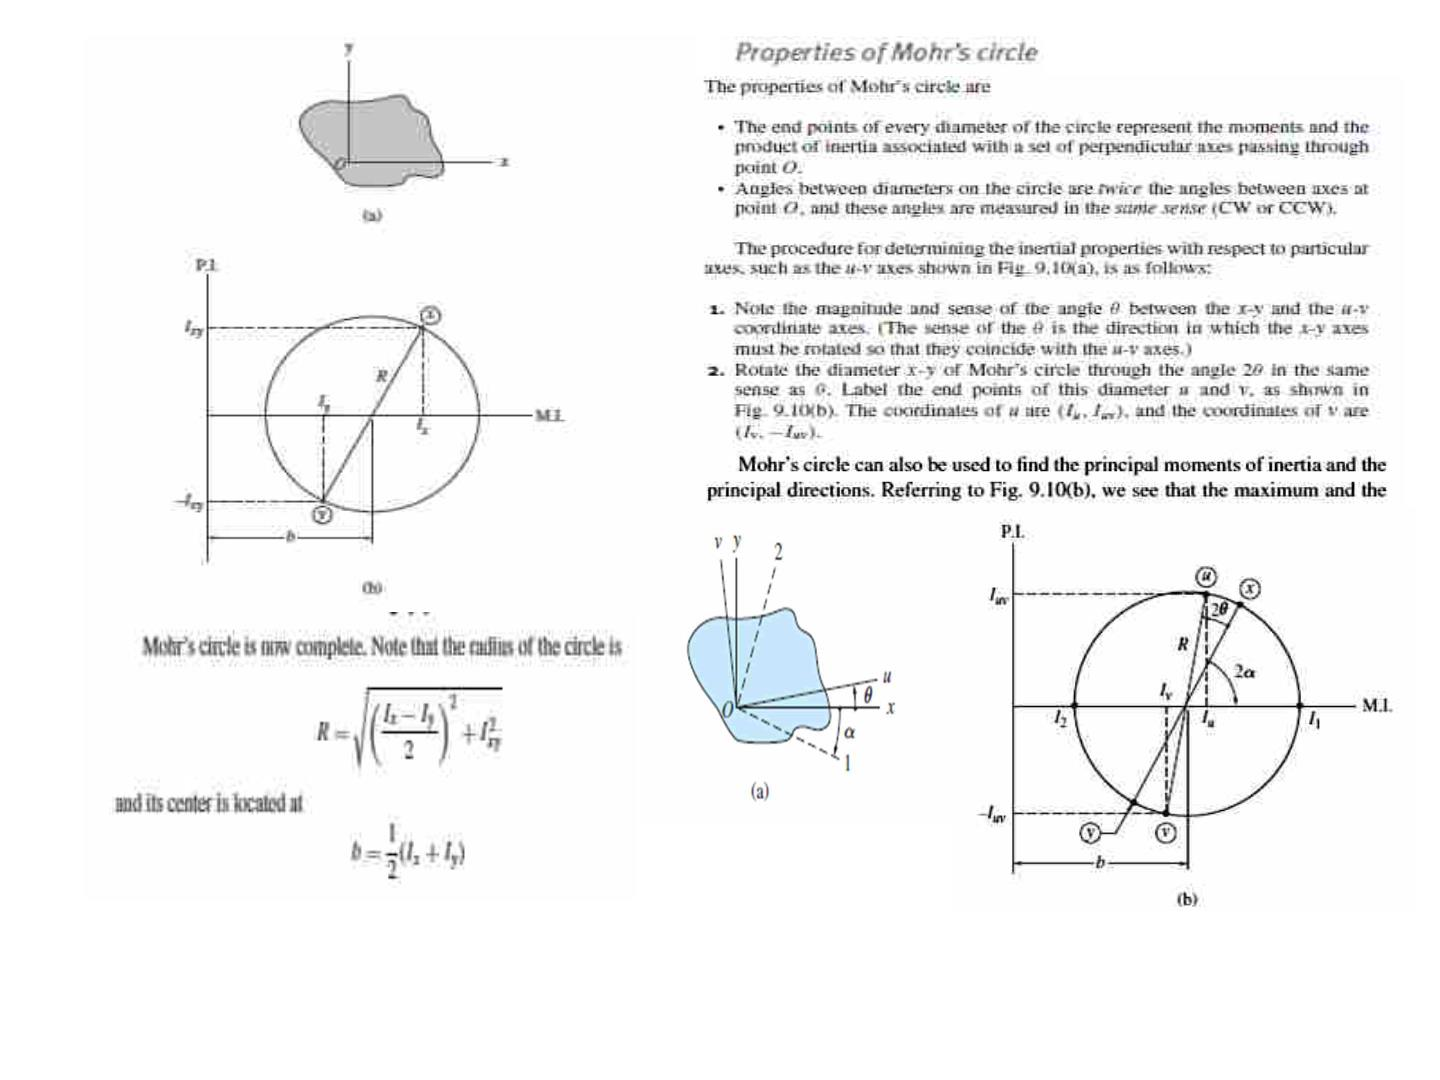 y
O
x
(a)
P.I.
I_xy
x
R
I_y
M.I.
I_x
-I_xy
y
b
(b)
Mohr's circle is now complete. Note that the radius of the circle is
R = √(((I_x − I_y)/2)^2 + I_xy^2)
and its center is located at
b = 1/2 (I_x + I_y)
Properties of Mohr's circle
The properties of Mohr's circle are
• The end points of every diameter of the circle represent the moments and the
product of inertia associated with a set of perpendicular axes passing through
point O.
• Angles between diameters on the circle are twice the angles between axes at
point O, and these angles are measured in the same sense (CW or CCW).
The procedure for determining the inertial properties with respect to particular
axes, such as the u-v axes shown in Fig. 9.10(a), is as follows:
1. Note the magnitude and sense of the angle θ between the x-y and the u-v
coordinate axes. (The sense of the θ is the direction in which the x-y axes
must be rotated so that they coincide with the u-v axes.)
2. Rotate the diameter x-y of Mohr's circle through the angle 2θ in the same
sense as θ. Label the end points of this diameter u and v, as shown in
Fig. 9.10(b). The coordinates of u are (I_u, I_uv), and the coordinates of v are
(I_v, −I_uv).
Mohr's circle can also be used to find the principal moments of inertia and the
principal directions. Referring to Fig. 9.10(b), we see that the maximum and the
v y 2
u
θ
O x
α
1
(a)
P.I.
u x
I_uv
2θ
R
2α
I_v
M.I.
I_2 I_u I_1
-I_uv
y v
b
(b)